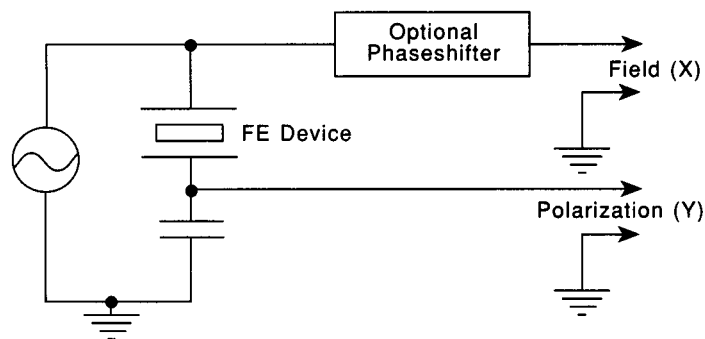 Optional
Phaseshifter
Field (X)
FE Device
Polarization (Y)